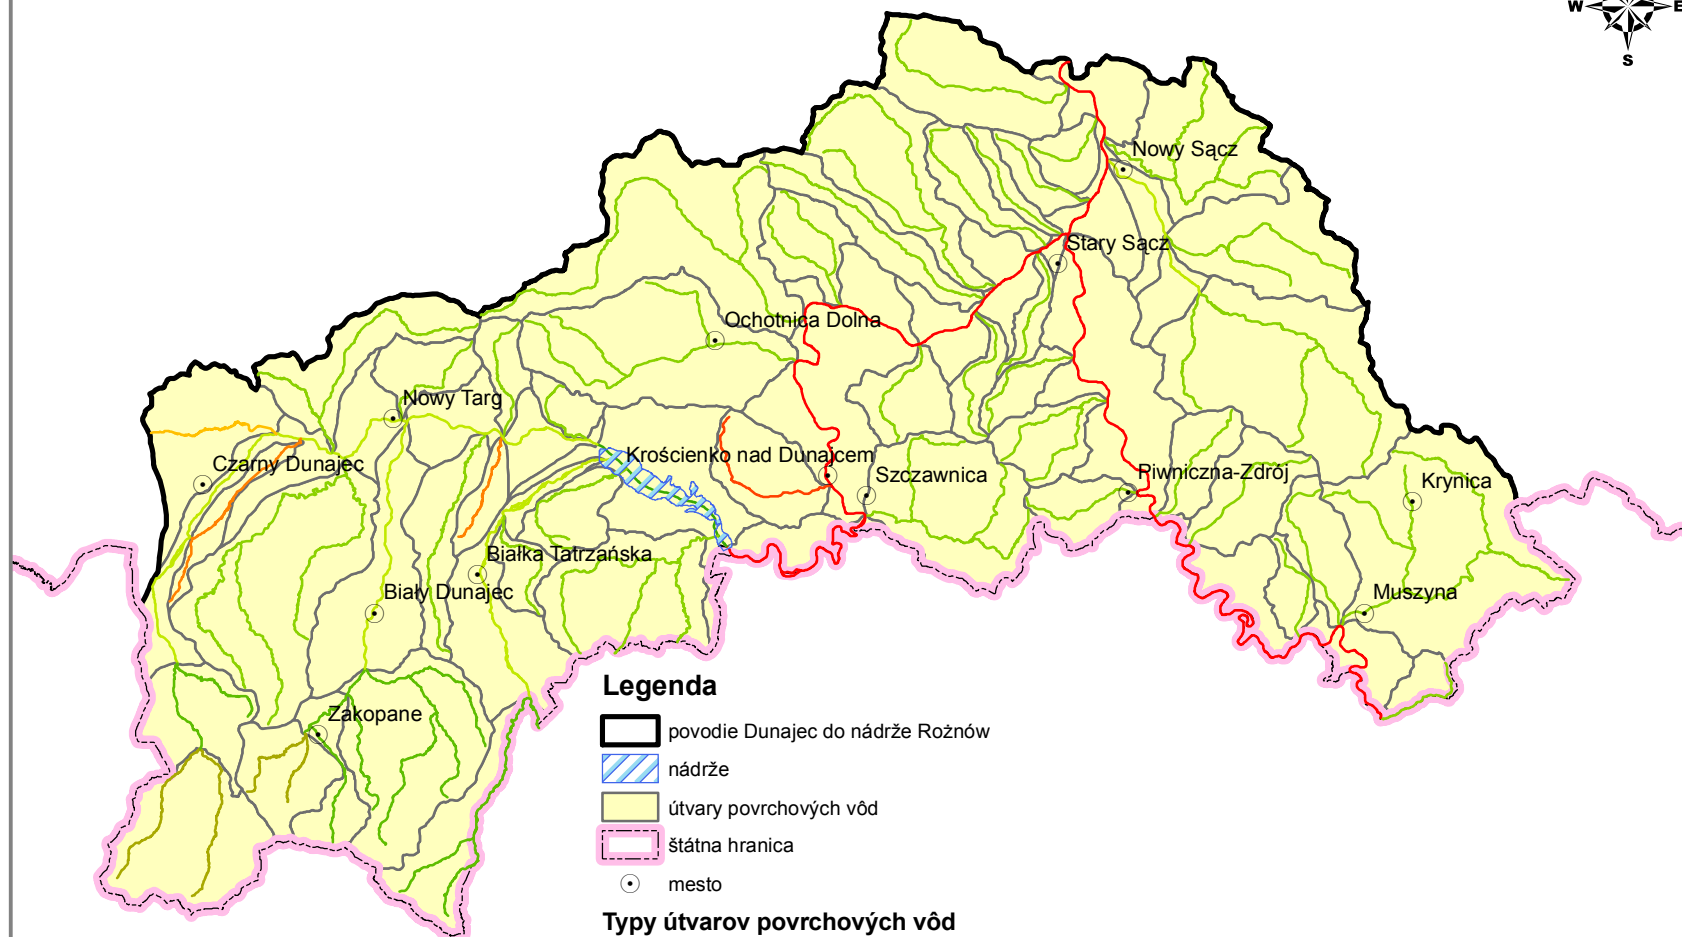 W E
S
Nowy Sącz
Stary Sącz
Ochotnica Dolna
Nowy Targ
Czarny Dunajec
Krościenko nad Dunajcem
Szczawnica
Piwniczna-Zdrój
Krynica
Białka Tatrzańska
Biały Dunajec
Muszyna
Zakopane
Legenda
povodie Dunajec do nádrže Rożnów
nádrže
útvary povrchových vôd
štátna hranica
mesto
Typy útvarov povrchových vôd